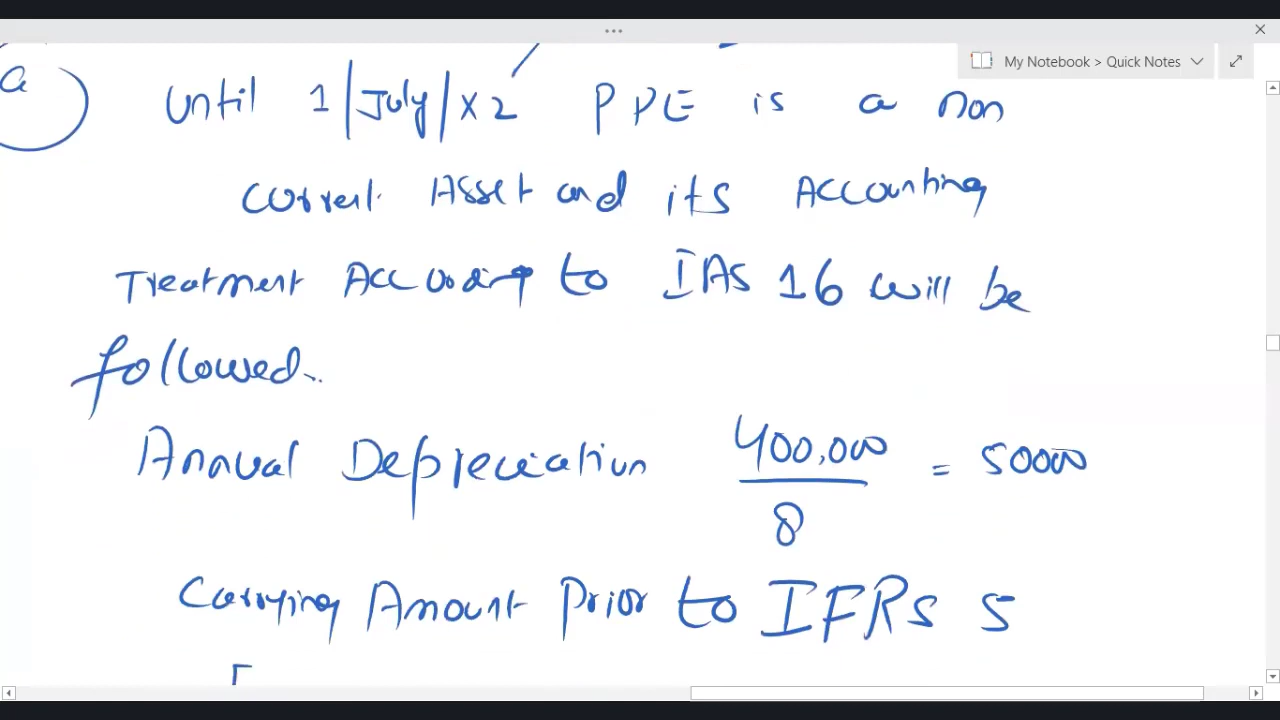 My Notebook > Quick Notes
a
Until 1/July/X2 PPE is a non
current Asset and its Accounting
Treatment According to IAS 16 will be
followed.
Annual Depreciation 400,000 / 8 = 50000
Carrying Amount Prior to IFRS 5